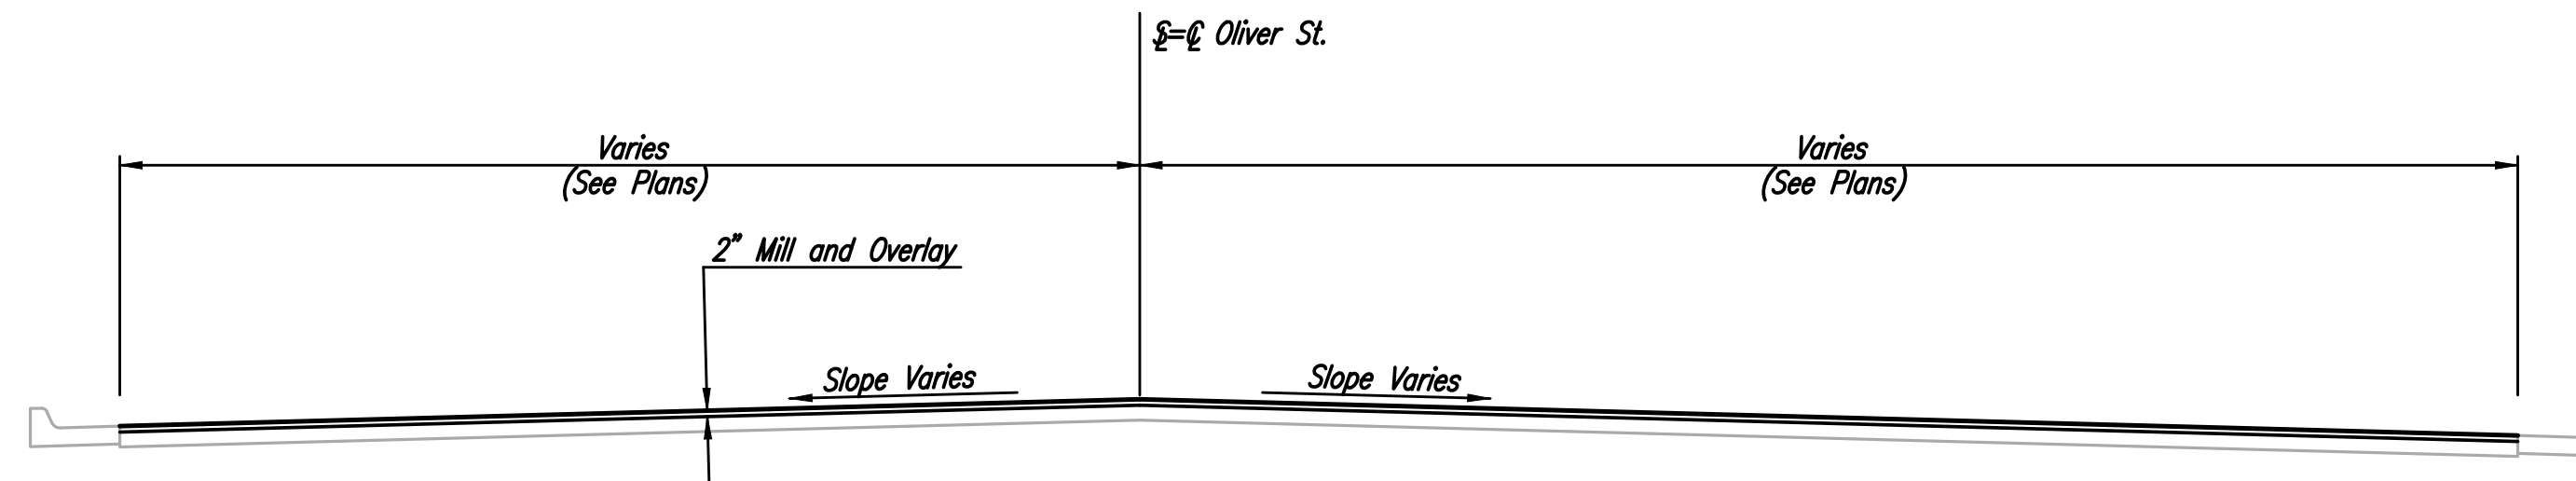 ℄=℄ Oliver St.
Varies
(See Plans)
Varies
(See Plans)
2" Mill and Overlay
Slope Varies
Slope Varies